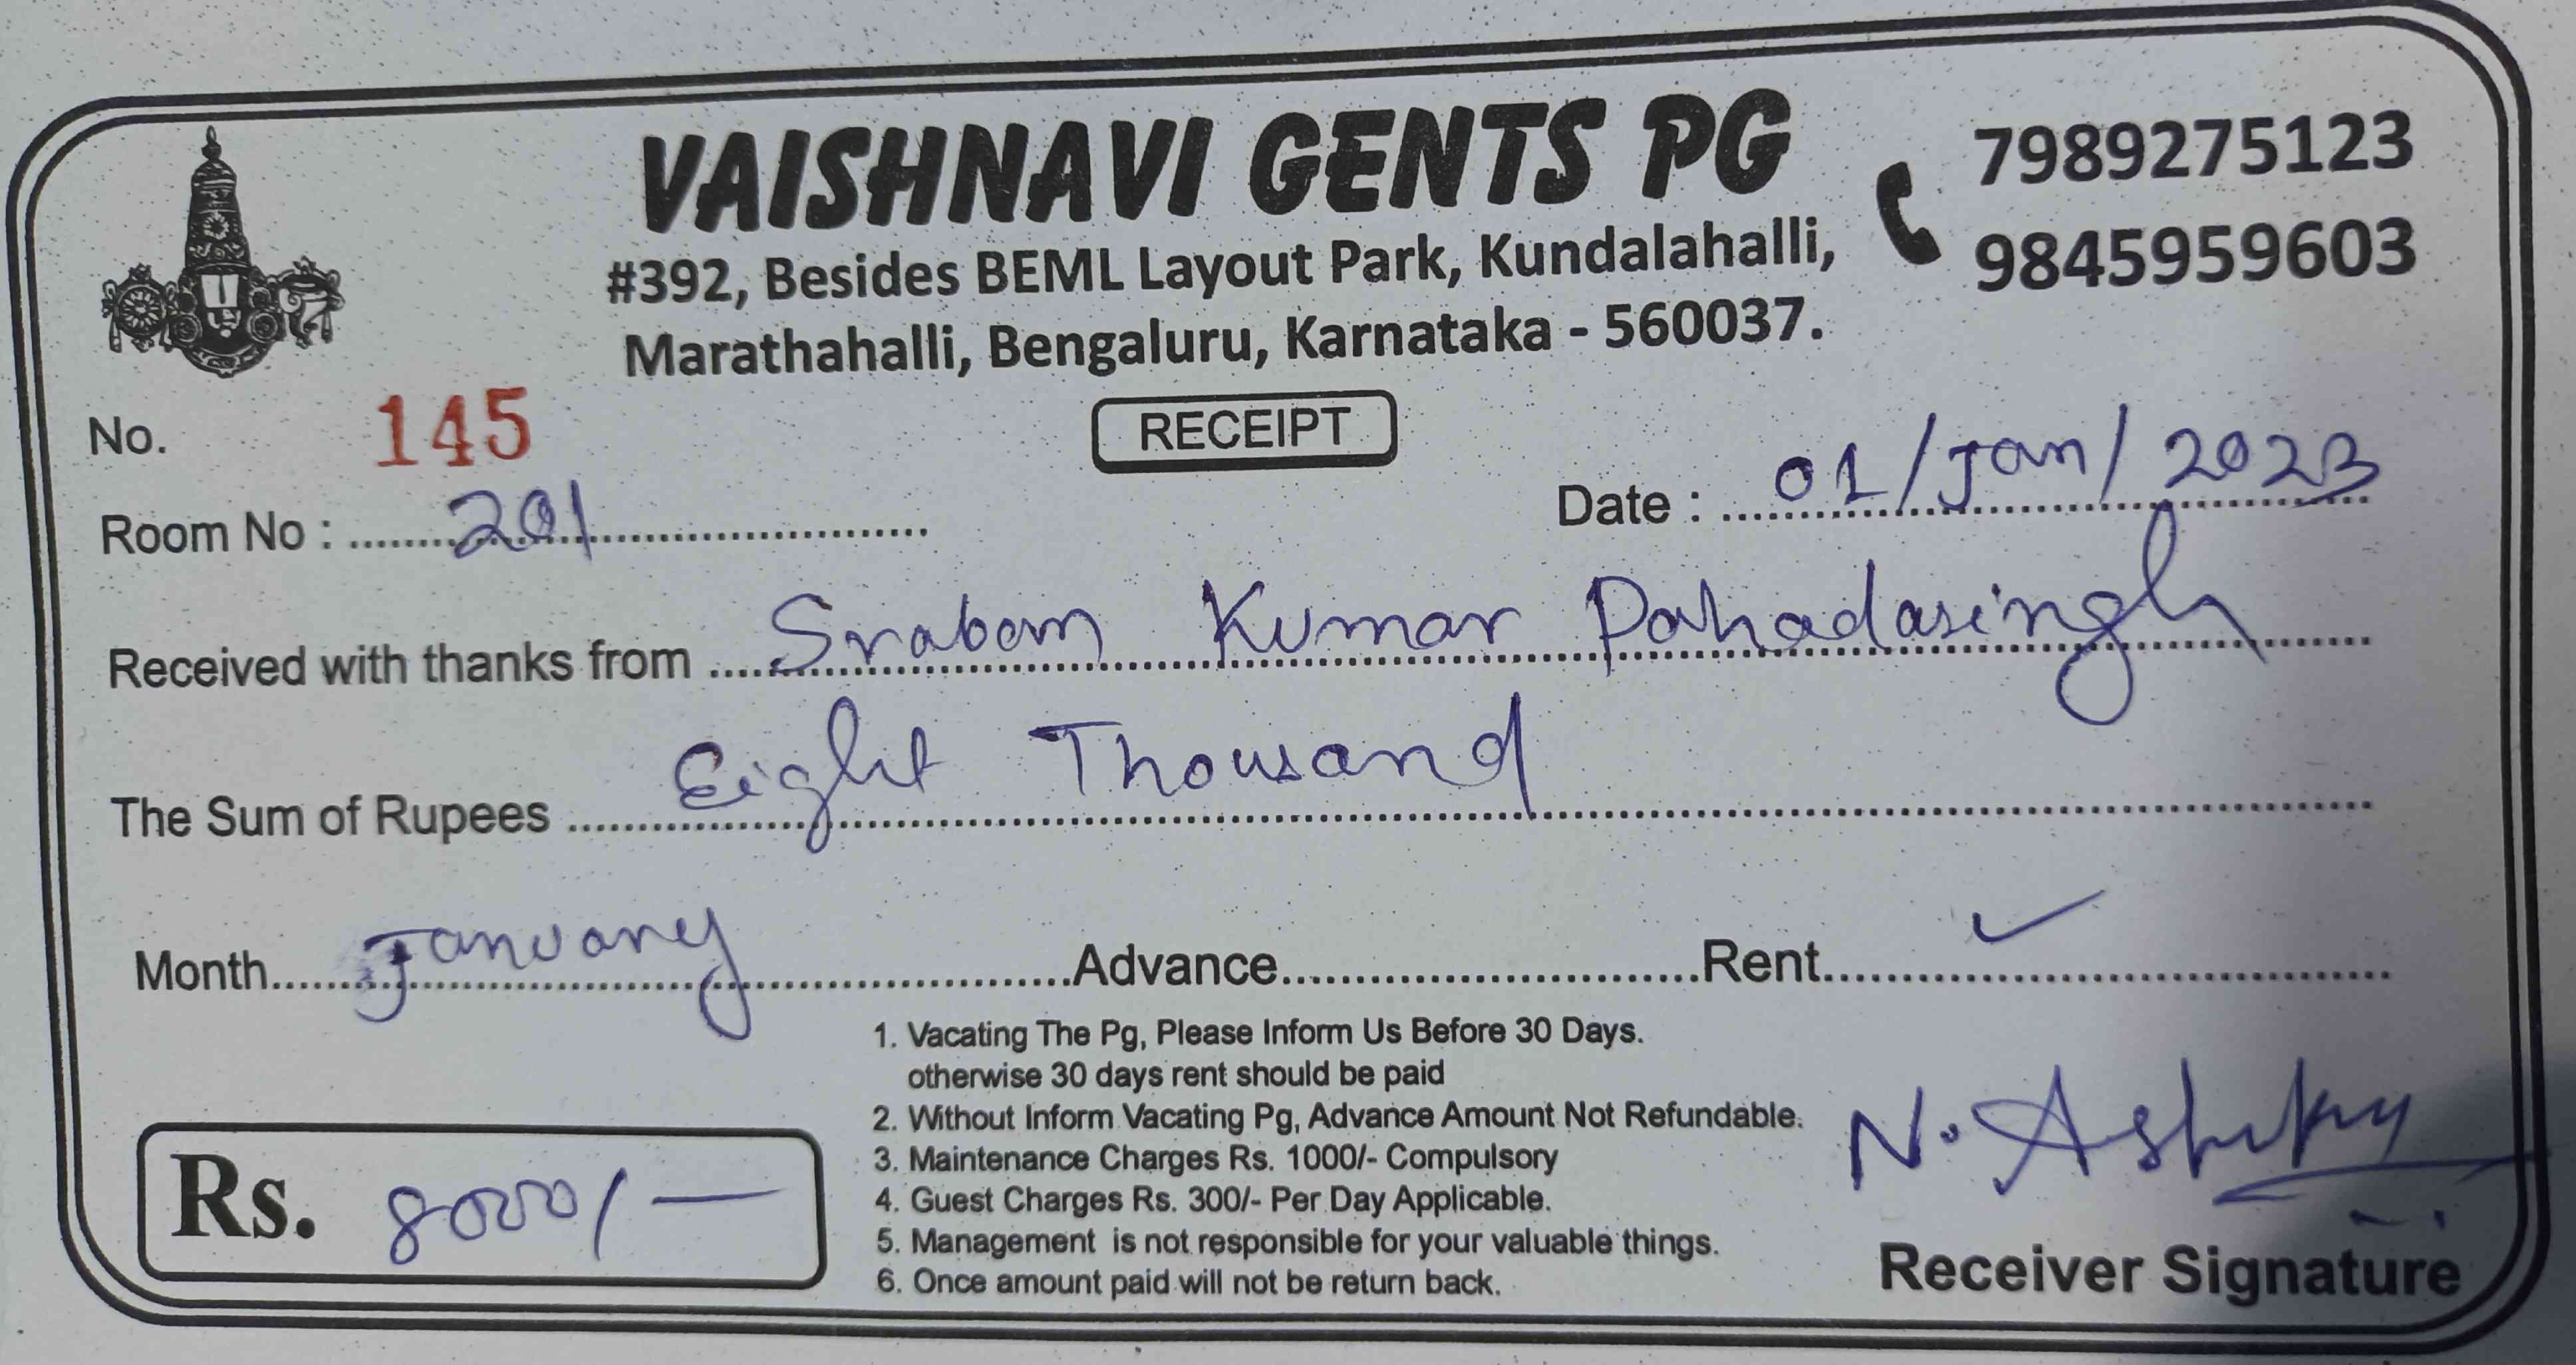 VAISHNAVI GENTS PG
#392, Besides BEML Layout Park, Kundalahalli,
Marathahalli, Bengaluru, Karnataka - 560037.
7989275123
9845959603
No. 145
RECEIPT
Room No : 201
Date : 01/Jan/2023
Received with thanks from Sraban Kumar Pahadasingh
The Sum of Rupees Eight Thousand
Month January Advance Rent ✓
1. Vacating The Pg, Please Inform Us Before 30 Days.
otherwise 30 days rent should be paid
2. Without Inform Vacating Pg, Advance Amount Not Refundable.
3. Maintenance Charges Rs. 1000/- Compulsory
4. Guest Charges Rs. 300/- Per Day Applicable.
5. Management is not responsible for your valuable things.
6. Once amount paid will not be return back.
Rs. 8000/-
N.
Receiver Signature